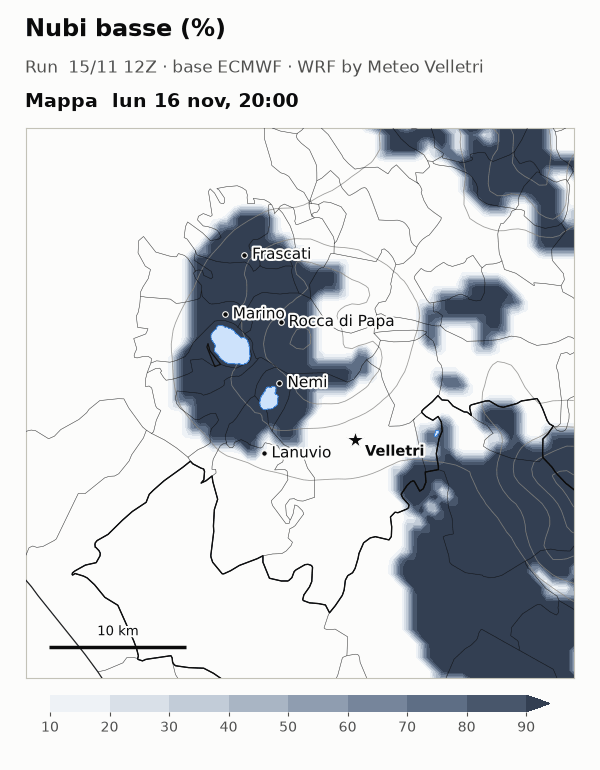 Nubi basse (%)
Run  15/11 12Z · base ECMWF · WRF by Meteo Velletri
Mappa  lun 16 nov, 20:00
Frascati
Marino
Rocca di Papa
Nemi
Velletri
Lanuvio
10 km
10 20 30 40 50 60 70 80 90